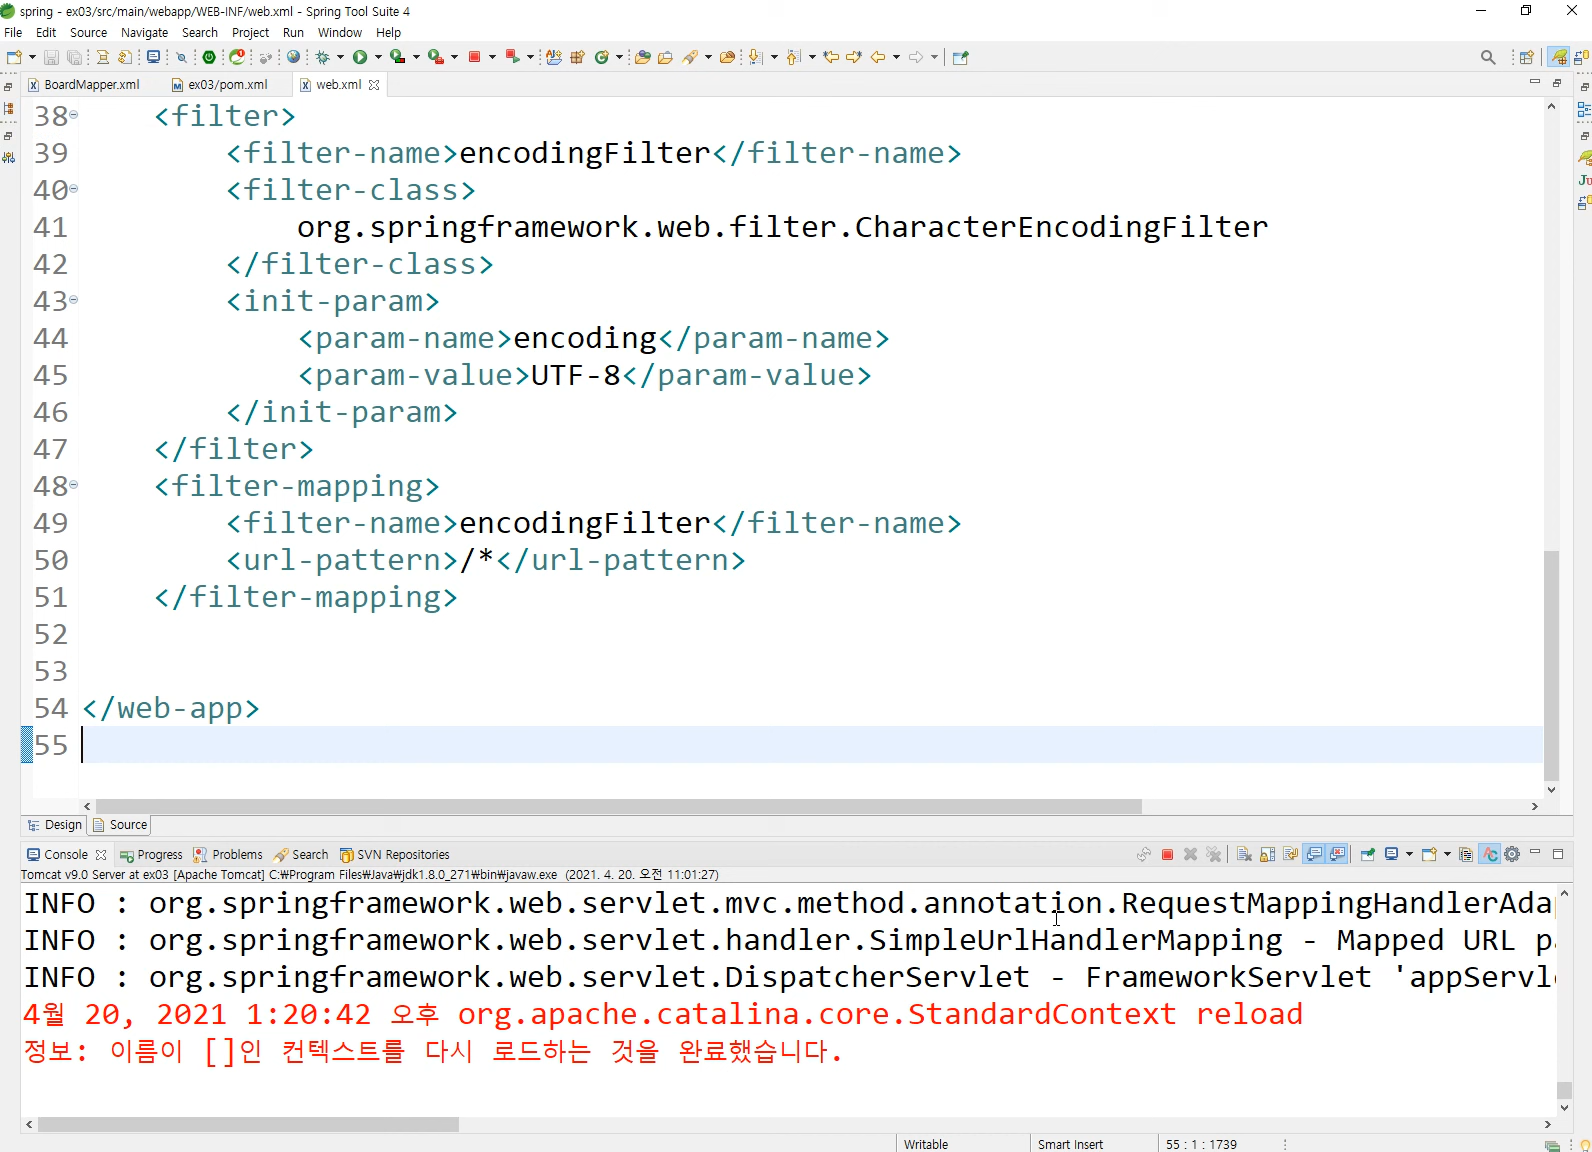 spring - ex03/src/main/webapp/WEB-INF/web.xml - Spring Tool Suite 4
File Edit Source Navigate Search Project Run Window Help
BoardMapper.xml ex03/pom.xml web.xml
38 <filter>
39 <filter-name>encodingFilter</filter-name>
40 <filter-class>
41 org.springframework.web.filter.CharacterEncodingFilter
42 </filter-class>
43 <init-param>
44 <param-name>encoding</param-name>
45 <param-value>UTF-8</param-value>
46 </init-param>
47 </filter>
48 <filter-mapping>
49 <filter-name>encodingFilter</filter-name>
50 <url-pattern>/*</url-pattern>
51 </filter-mapping>
52
53
54 </web-app>
55
Design Source
Console Progress Problems Search SVN Repositories
Tomcat v9.0 Server at ex03 [Apache Tomcat] C:₩Program Files₩Java₩jdk1.8.0_271₩bin₩javaw.exe (2021. 4. 20. 오전 11:01:27)
INFO : org.springframework.web.servlet.mvc.method.annotation.RequestMappingHandlerAda
INFO : org.springframework.web.servlet.handler.SimpleUrlHandlerMapping - Mapped URL p
INFO : org.springframework.web.servlet.DispatcherServlet - FrameworkServlet 'appServl
4월 20, 2021 1:20:42 오후 org.apache.catalina.core.StandardContext reload
정보: 이름이 []인 컨텍스트를 다시 로드하는 것을 완료했습니다.
Writable Smart Insert 55 : 1 : 1739